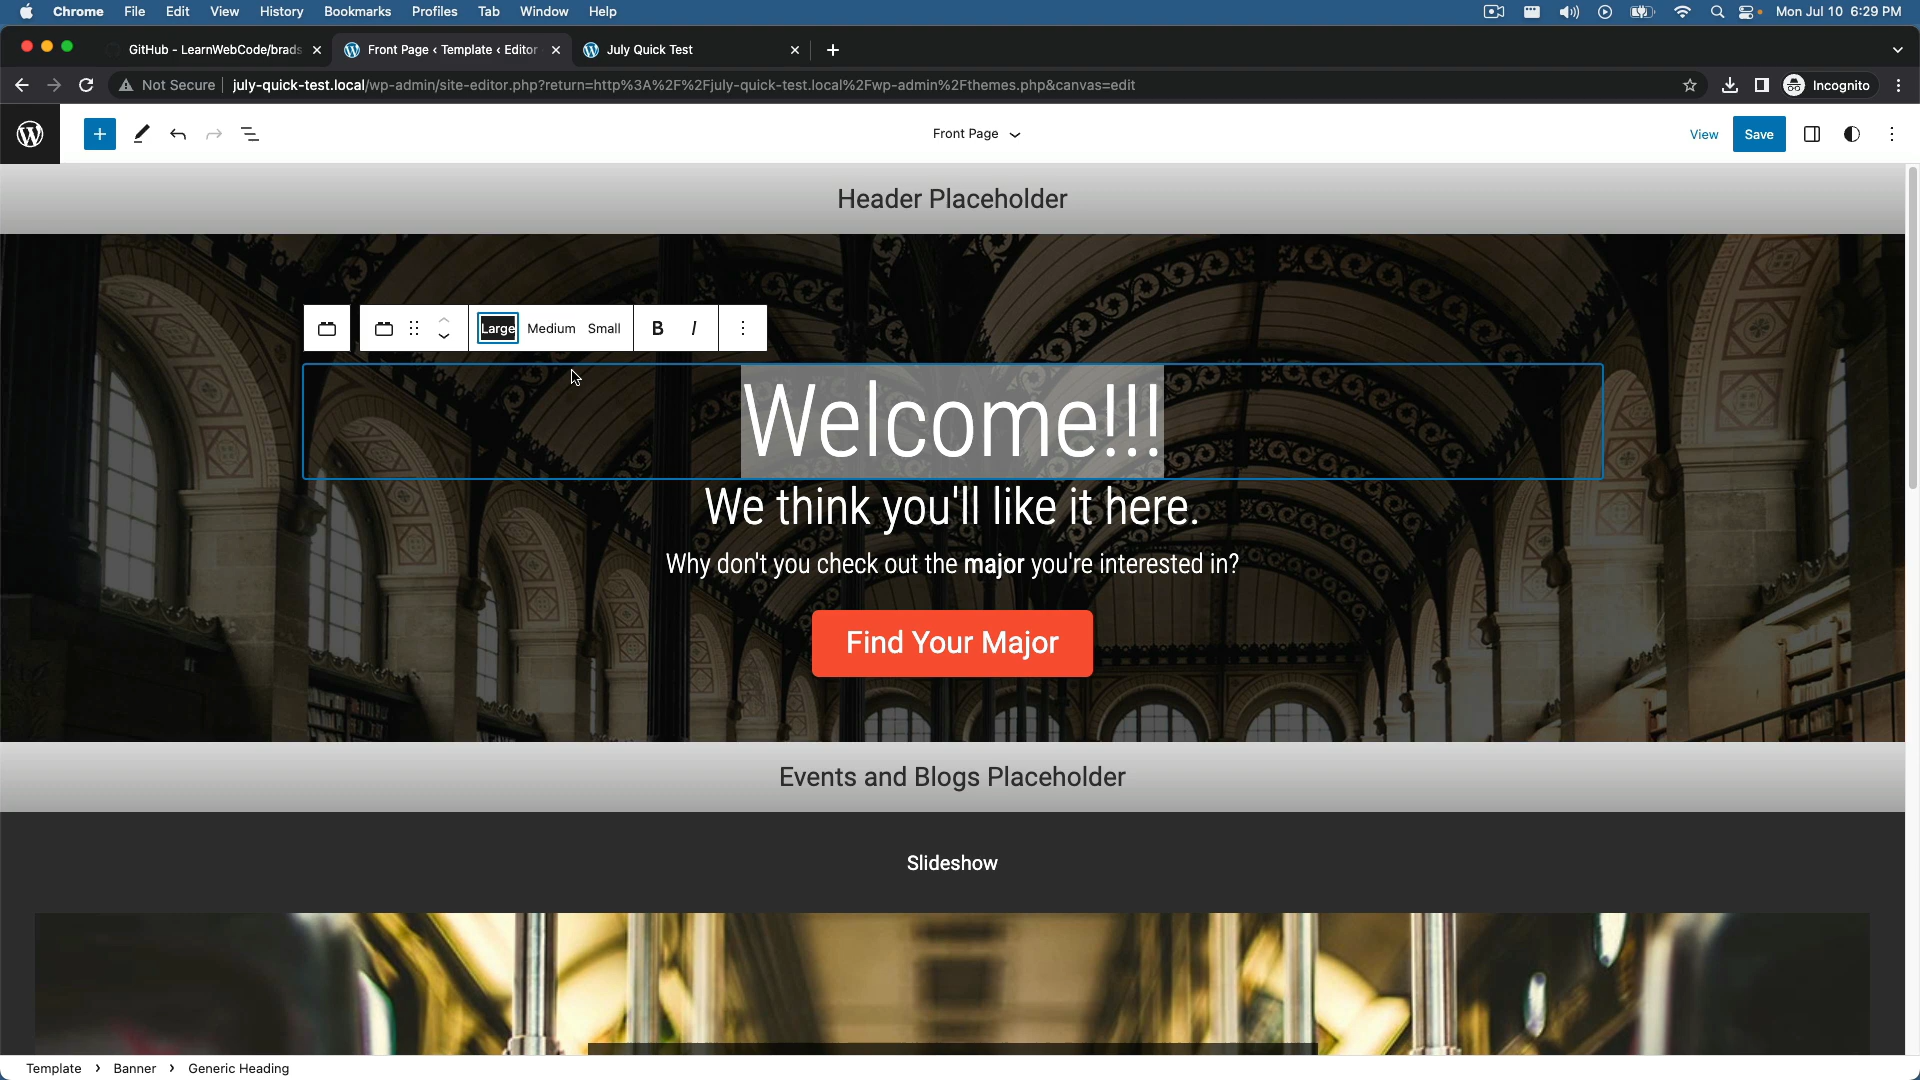 Chrome File Edit View History Bookmarks Profiles Tab Window Help Mon Jul 10 6:29 PM
GitHub - LearnWebCode/brads Front Page ‹ Template ‹ Editor July Quick Test
Not Secure july-quick-test.local/wp-admin/site-editor.php?return=http%3A%2F%2Fjuly-quick-test.local%2Fwp-admin%2Fthemes.php&canvas=edit Incognito
Front Page View Save
Header Placeholder
Large Medium Small B I
Welcome!!!
We think you'll like it here.
Why don't you check out the major you're interested in?
Find Your Major
Events and Blogs Placeholder
Slideshow
Template › Banner › Generic Heading